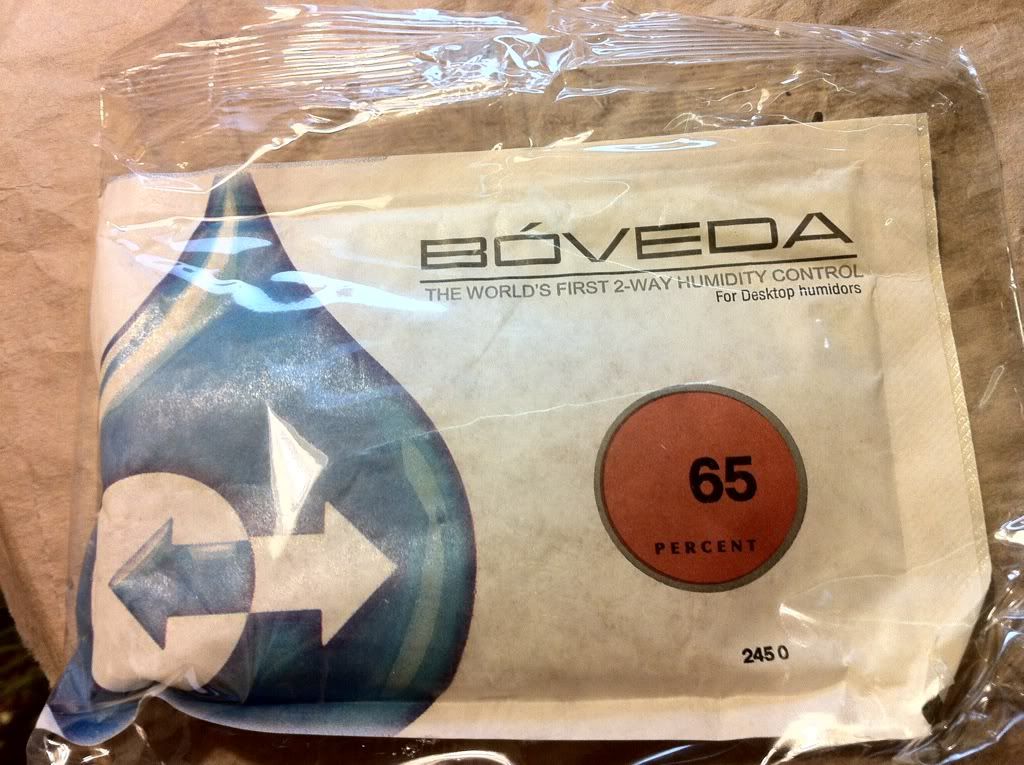 BÓVEDA
THE WORLD'S FIRST 2-WAY HUMIDITY CONTROL
For Desktop humidors
65
PERCENT
245 0